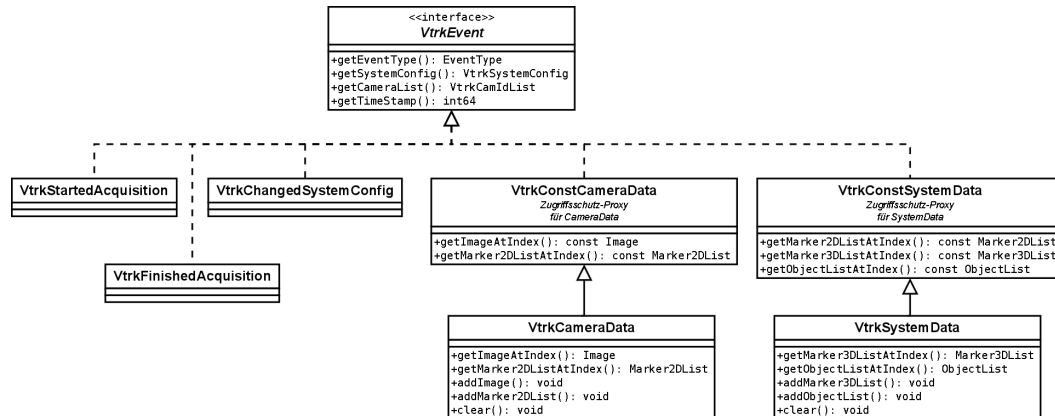 <<interface>>
VtrkEvent
+getEventType(): EventType
+getSystemConfig(): VtrkSystemConfig
+getCameraList(): VtrkCamIdList
+getTimeStamp(): int64
VtrkStartedAcquisition
VtrkChangedSystemConfig
VtrkFinishedAcquisition
VtrkConstCameraData
Zugriffsschutz-Proxy
für CameraData
+getImageAtIndex(): const Image
+getMarker2DListAtIndex(): const Marker2DList
VtrkConstSystemData
Zugriffsschutz-Proxy
für SystemData
+getMarker2DListAtIndex(): const Marker2DList
+getMarker3DListAtIndex(): const Marker3DList
+getObjectListAtIndex(): const ObjectList
VtrkCameraData
+getImageAtIndex(): Image
+getMarker2DListAtIndex(): Marker2DList
+addImage(): void
+addMarker2DList(): void
+clear(): void
VtrkSystemData
+getMarker3DListAtIndex(): Marker3DList
+getObjectListAtIndex(): ObjectList
+addMarker3DList(): void
+addObjectList(): void
+clear(): void